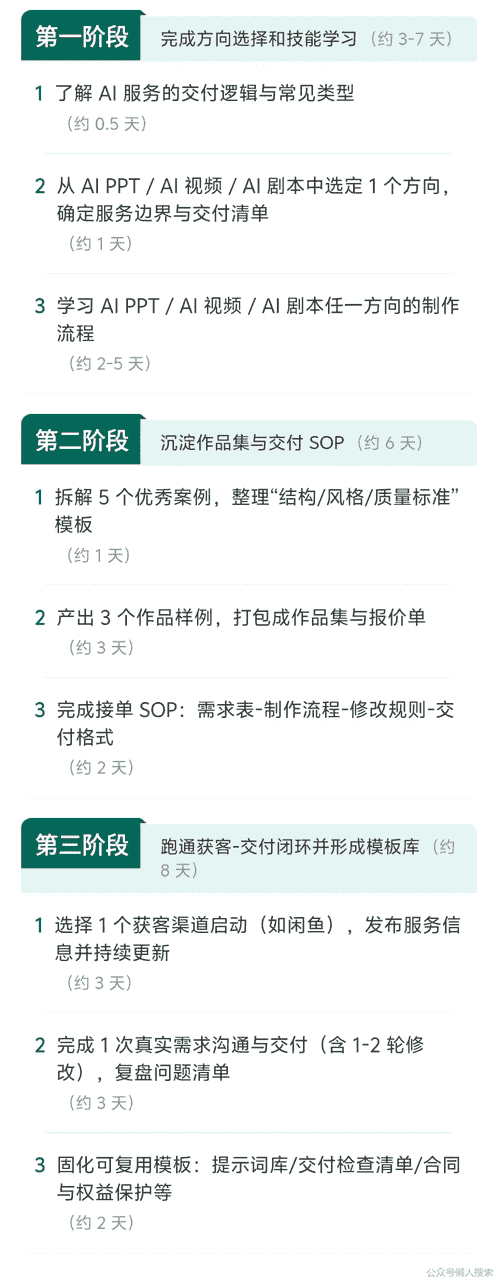 第一阶段
完成方向选择和技能学习（约 3-7 天）
1 了解 AI 服务的交付逻辑与常见类型
（约 0.5 天）
2 从 AI PPT / AI 视频 / AI 剧本中选定 1 个方向，
确定服务边界与交付清单
（约 1 天）
3 学习 AI PPT / AI 视频 / AI 剧本任一方向的制作
流程
（约 2-5 天）
第二阶段
沉淀作品集与交付 SOP（约 6 天）
1 拆解 5 个优秀案例，整理“结构/风格/质量标准”
模板
（约 1 天）
2 产出 3 个作品样例，打包成作品集与报价单
（约 3 天）
3 完成接单 SOP：需求表-制作流程-修改规则-交
付格式
（约 2 天）
第三阶段
跑通获客-交付闭环并形成模板库（约
8 天）
1 选择 1 个获客渠道启动（如闲鱼），发布服务信
息并持续更新
（约 3 天）
2 完成 1 次真实需求沟通与交付（含 1-2 轮修
改），复盘问题清单
（约 3 天）
3 固化可复用模板：提示词库/交付检查清单/合同
与权益保护等
（约 2 天）
公众号懒人搜索